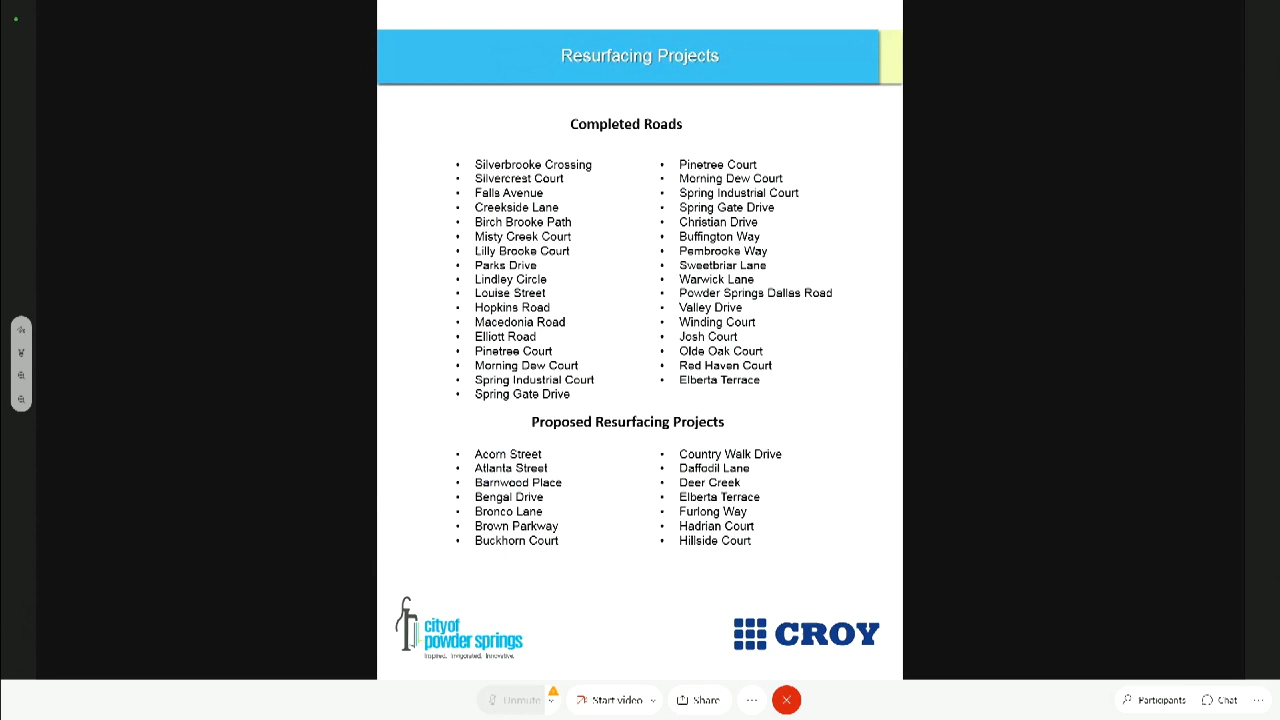 Resurfacing Projects
Completed Roads
• Silverbrooke Crossing
• Silvercrest Court
• Falls Avenue
• Creekside Lane
• Birch Brooke Path
• Misty Creek Court
• Lilly Brooke Court
• Parks Drive
• Lindley Circle
• Louise Street
• Hopkins Road
• Macedonia Road
• Elliott Road
• Pinetree Court
• Morning Dew Court
• Spring Industrial Court
• Spring Gate Drive
• Pinetree Court
• Morning Dew Court
• Spring Industrial Court
• Spring Gate Drive
• Christian Drive
• Buffington Way
• Pembrooke Way
• Sweetbriar Lane
• Warwick Lane
• Powder Springs Dallas Road
• Valley Drive
• Winding Court
• Josh Court
• Olde Oak Court
• Red Haven Court
• Elberta Terrace
Proposed Resurfacing Projects
• Acorn Street
• Atlanta Street
• Barnwood Place
• Bengal Drive
• Bronco Lane
• Brown Parkway
• Buckhorn Court
• Country Walk Drive
• Daffodil Lane
• Deer Creek
• Elberta Terrace
• Furlong Way
• Hadrian Court
• Hillside Court
city of
powder springs
Inspired. Invigorated. Innovative.
CROY
Unmute
Start video
Share
Participants
Chat